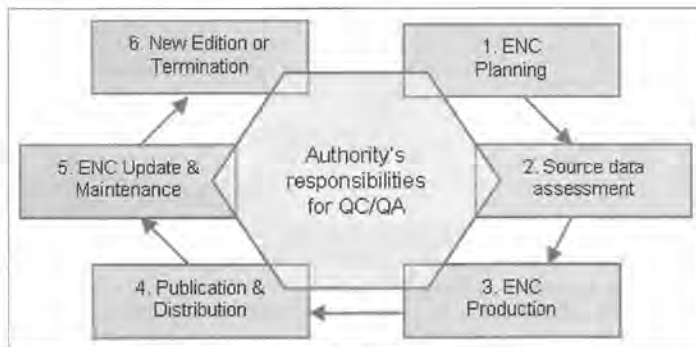 6. New Edition or
Termination
1. ENC
Planning
5. ENC Update &
Maintenance
Authority's
responsibilities
for QC/QA
2. Source data
assessment
4. Publication &
Distribution
3. ENC
Production